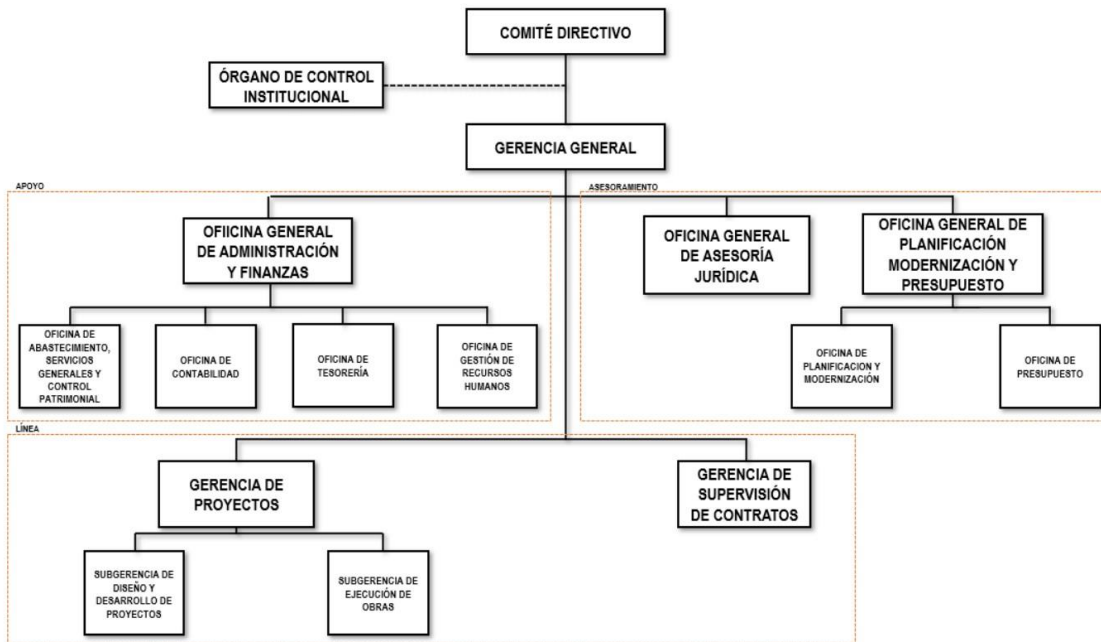 COMITÉ DIRECTIVO
ÓRGANO DE CONTROL
INSTITUCIONAL
GERENCIA GENERAL
APOYO
ASESORAMIENTO
OFIICINA GENERAL
DE ADMINISTRACIÓN
Y FINANZAS
OFICINA GENERAL
DE ASESORÍA
JURÍDICA
OFICINA GENERAL DE
PLANIFICACIÓN
MODERNIZACIÓN Y
PRESUPUESTO
OFICINA DE
ABASTECIMIENTO,
SERVICIOS
GENERALES Y
CONTROL
PATRIMONIAL
OFICINA DE
CONTABILIDAD
OFICINA DE
TESORERÍA
OFICINA DE
GESTIÓN DE
RECURSOS
HUMANOS
OFICINA DE
PLANIFICACION Y
MODERNIZACIÓN
OFICINA DE
PRESUPUESTO
LÍNEA
GERENCIA DE
PROYECTOS
GERENCIA DE
SUPERVISIÓN
DE CONTRATOS
SUBGERENCIA DE
DISEÑO Y
DESARROLLO DE
PROYECTOS
SUBGERENCIA DE
EJECUCIÓN DE
OBRAS